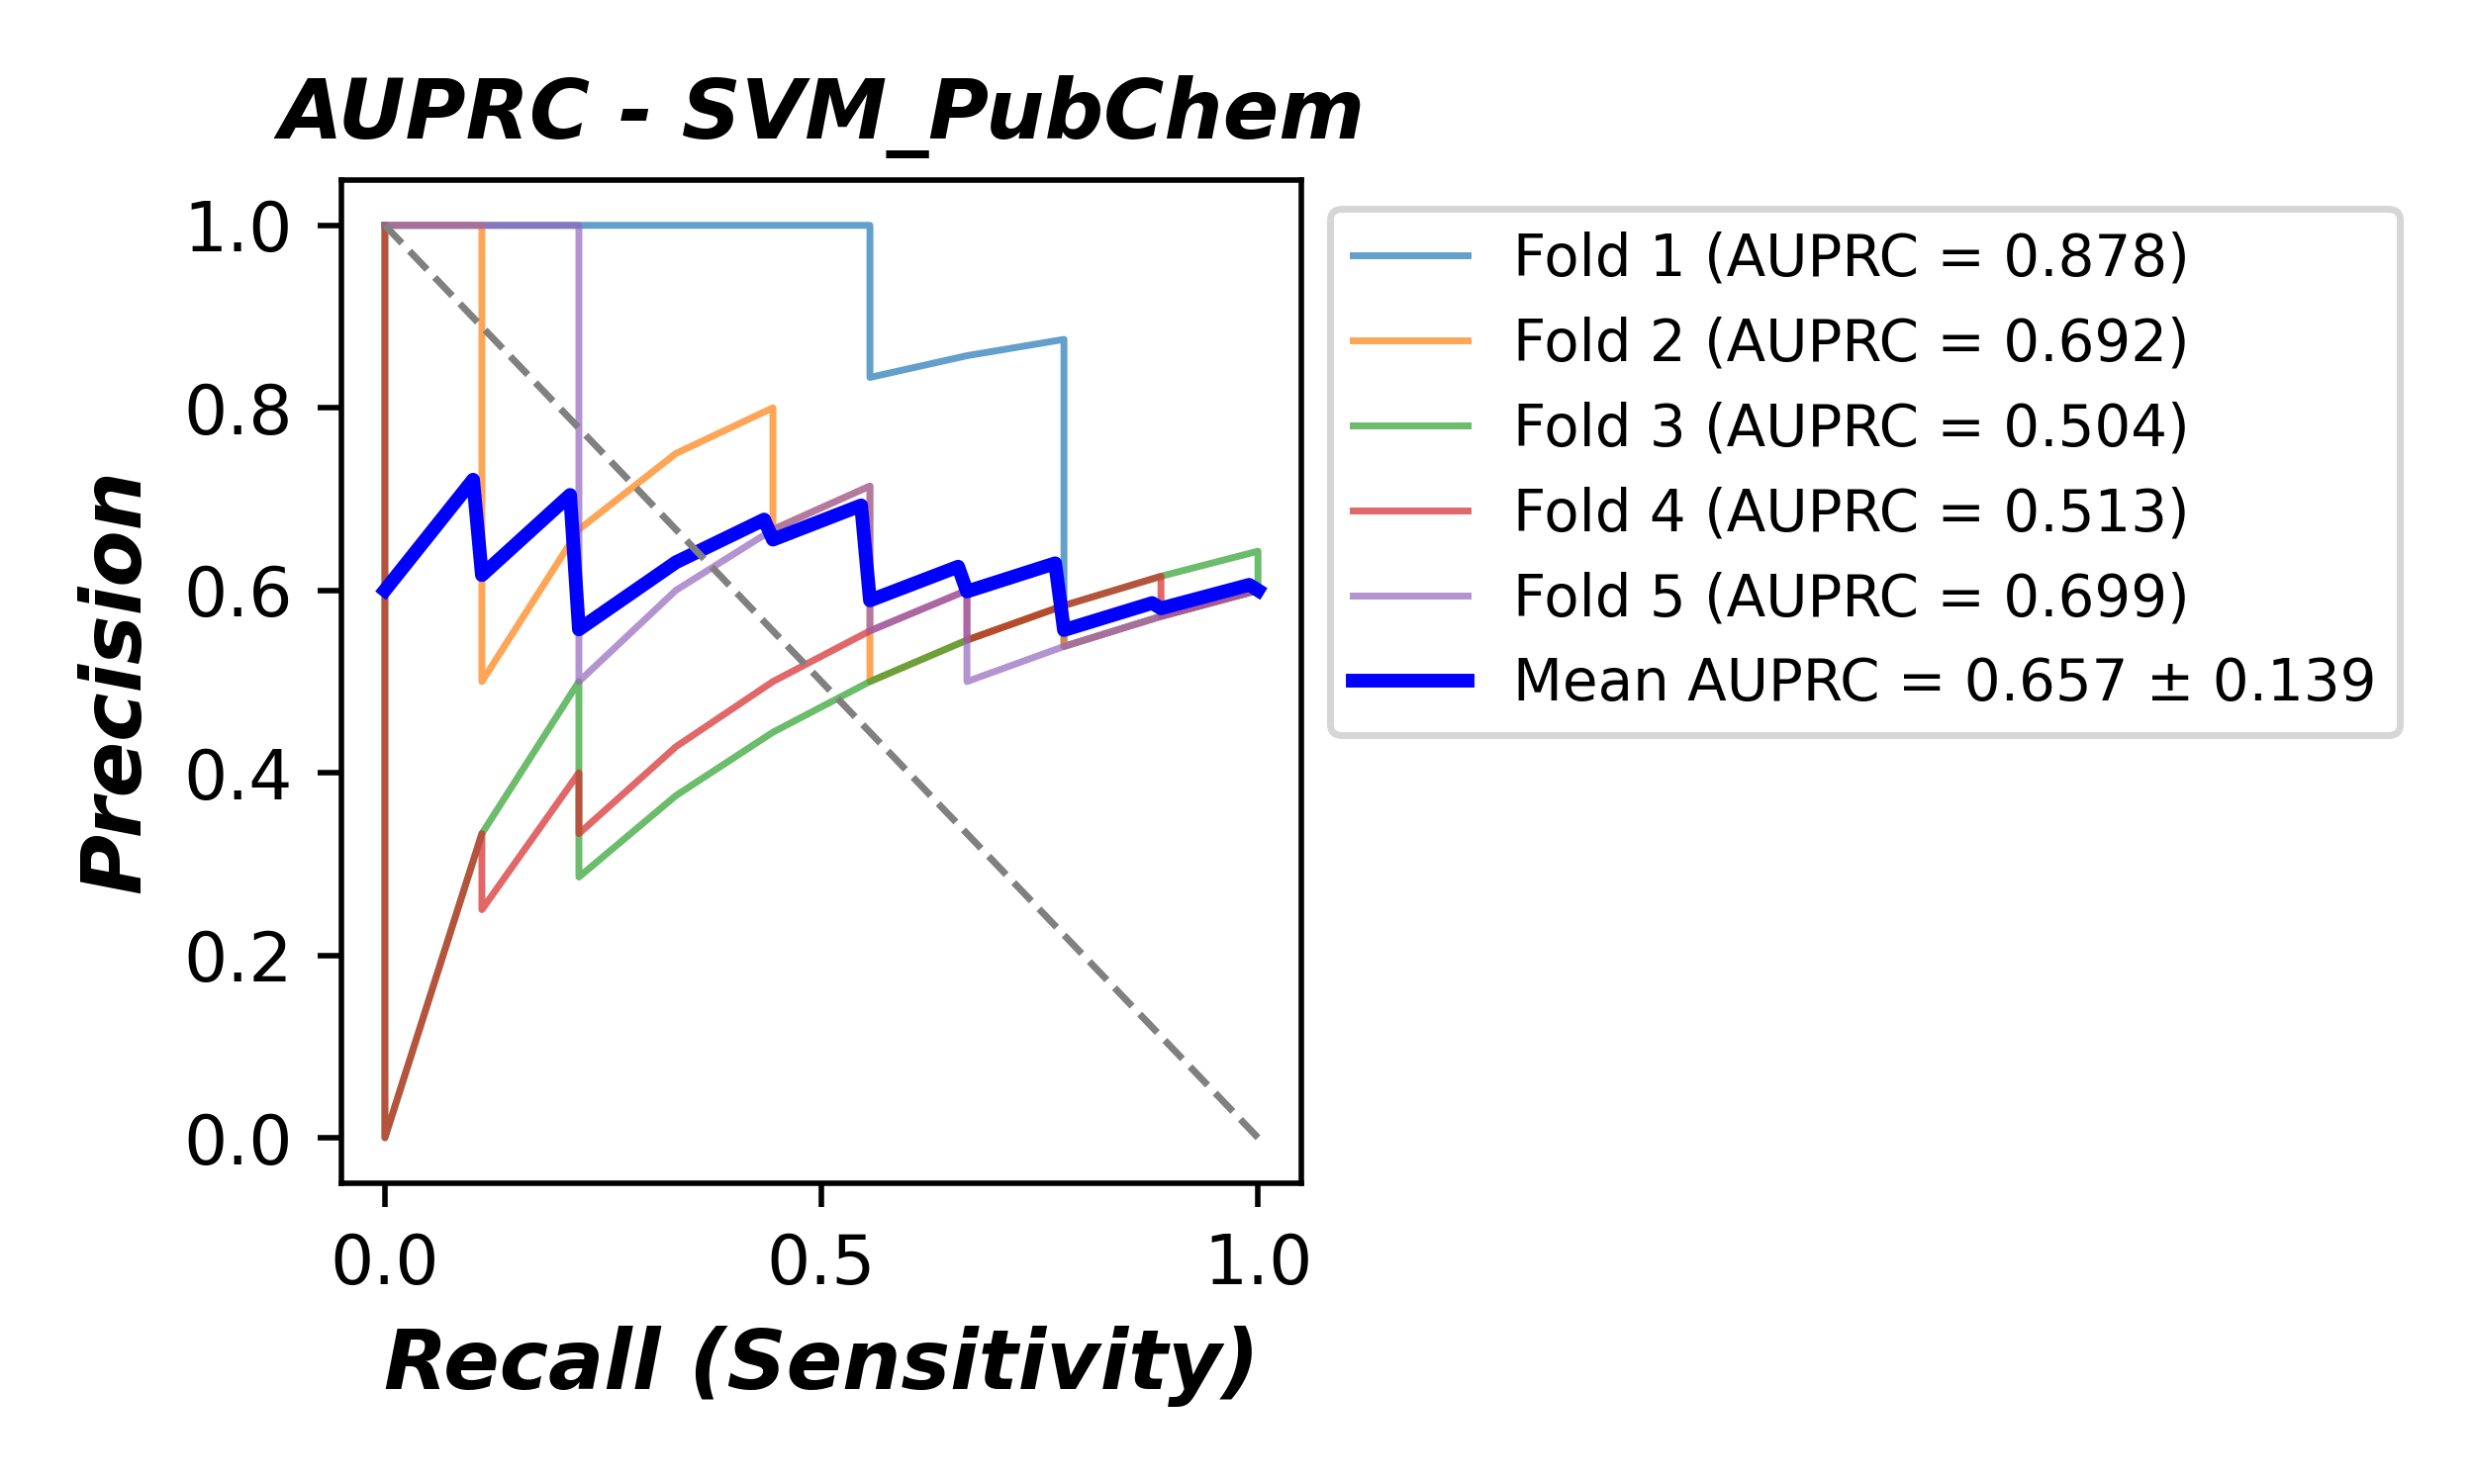 AUPRC - SVM_PubChem
Precision
1.0
0.8
0.6
0.4
0.2
0.0
0.0 0.5 1.0
Recall (Sensitivity)
Fold 1 (AUPRC = 0.878)
Fold 2 (AUPRC = 0.692)
Fold 3 (AUPRC = 0.504)
Fold 4 (AUPRC = 0.513)
Fold 5 (AUPRC = 0.699)
Mean AUPRC = 0.657 ± 0.139